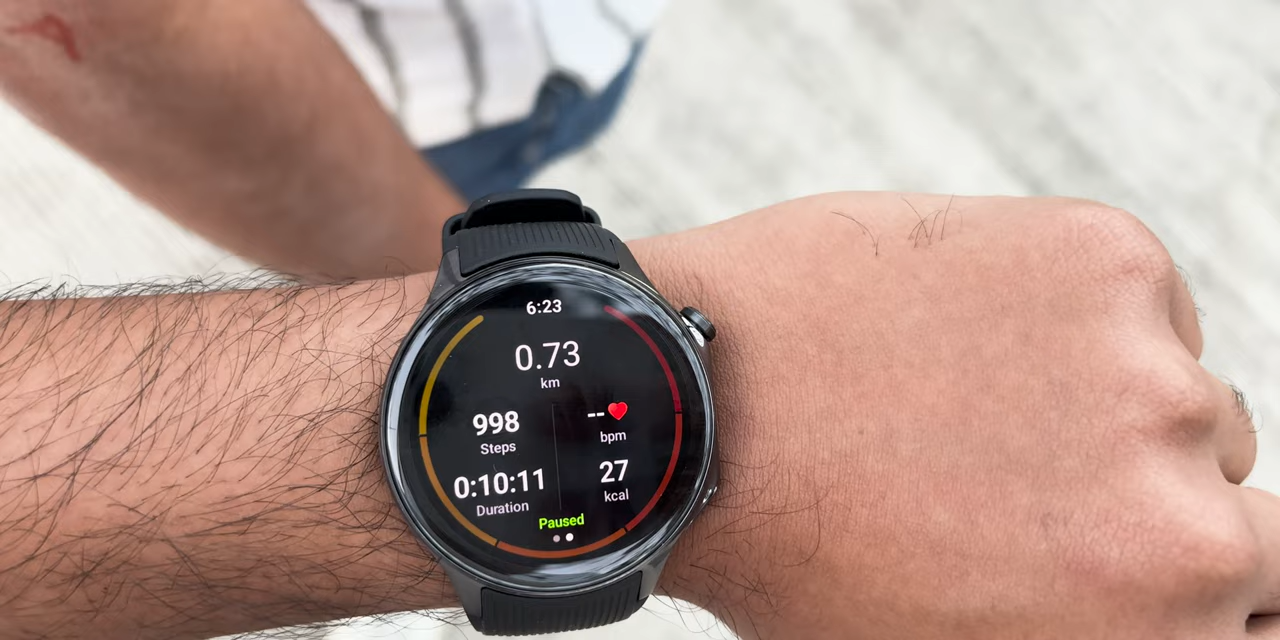 6:23
0.73
km
998
Steps
--❤️
bpm
0:10:11
Duration
27
kcal
Paused